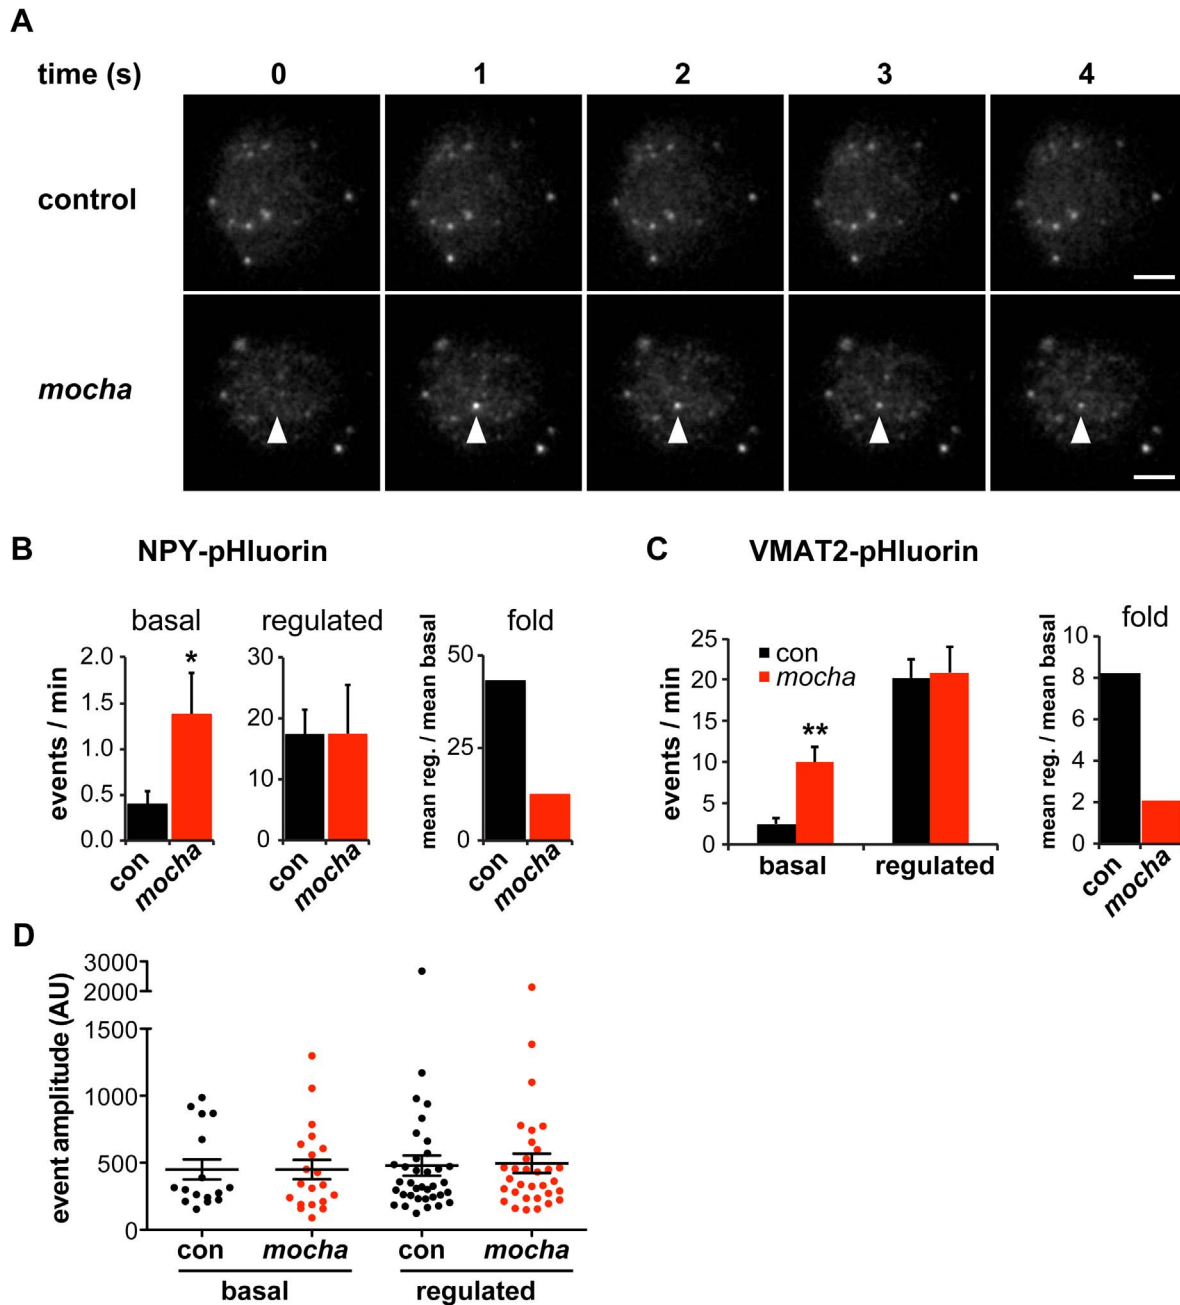 A
time (s) 0 1 2 3 4
control
mocha
B NPY-pHluorin
basal regulated fold
events / min
2.0
1.5
1.0
0.5
0.0
*
con mocha
30
20
10
0
con mocha
mean reg. / mean basal
50
25
0
con mocha
C VMAT2-pHluorin
events / min
25
20
15
10
5
0
con
mocha
**
basal regulated
fold
mean reg. / mean basal
10
8
6
4
2
0
con mocha
D
event amplitude (AU)
3000
2000
1500
1000
500
0
con mocha con mocha
basal regulated